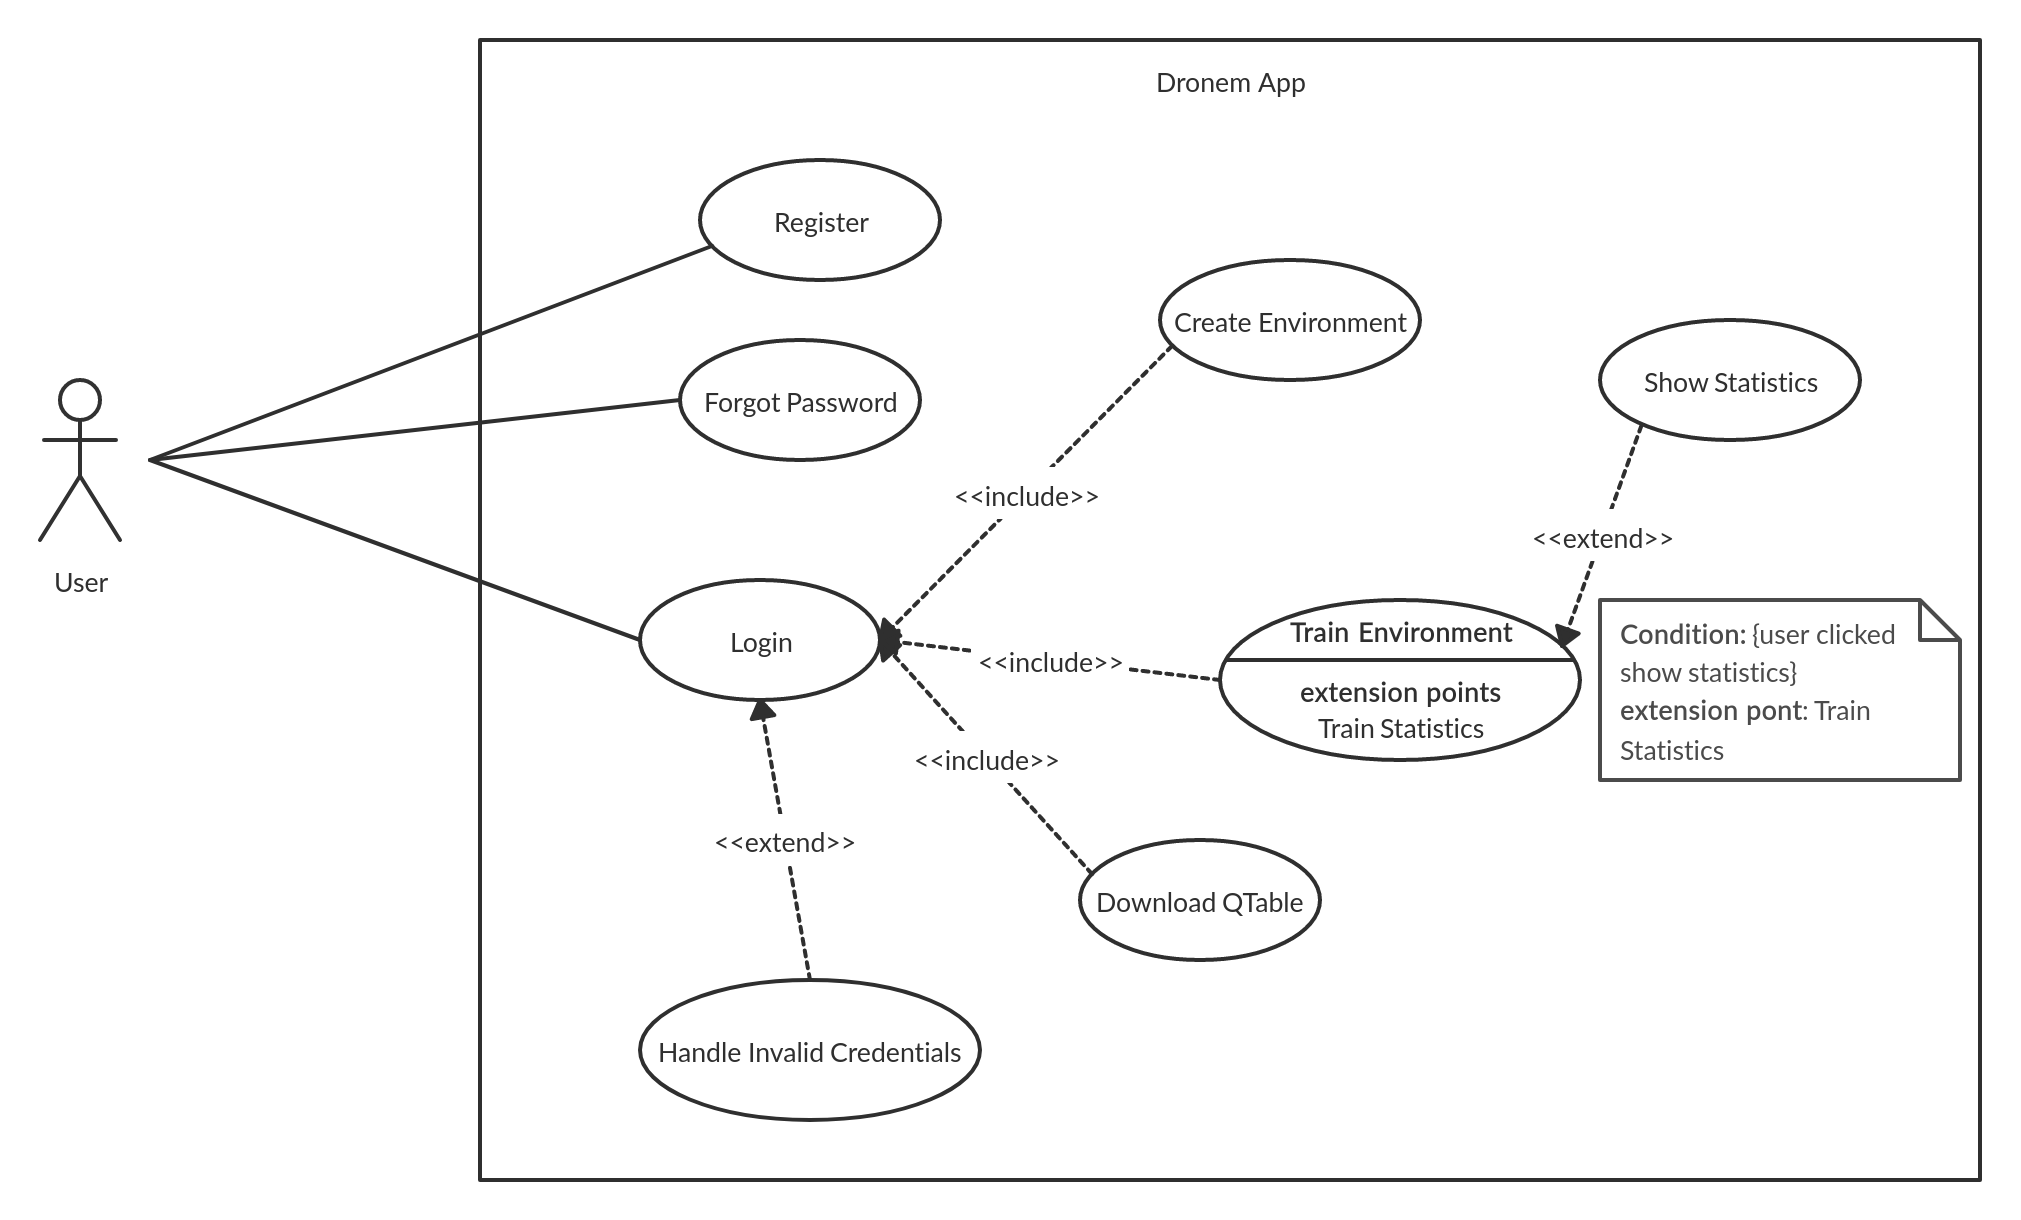 Dronem App
Register
Create Environment
Forgot Password
Show Statistics
<<include>>
<<extend>>
User
Login
<<include>>
Train Environment
extension points
Train Statistics
Condition: {user clicked
show statistics}
extension pont: Train
Statistics
<<include>>
<<extend>>
Download QTable
Handle Invalid Credentials